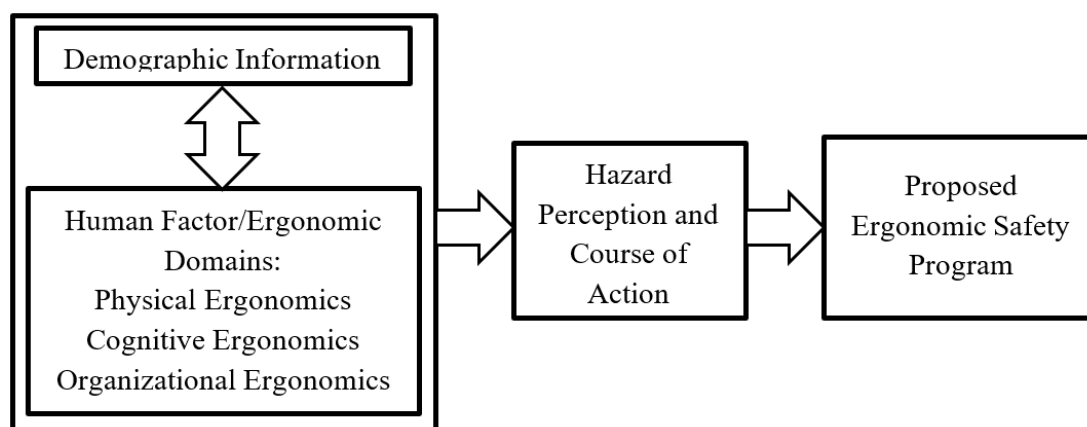 Demographic Information
Human Factor/Ergonomic
Domains:
Physical Ergonomics
Cognitive Ergonomics
Organizational Ergonomics
Hazard
Perception and
Course of
Action
Proposed
Ergonomic Safety
Program